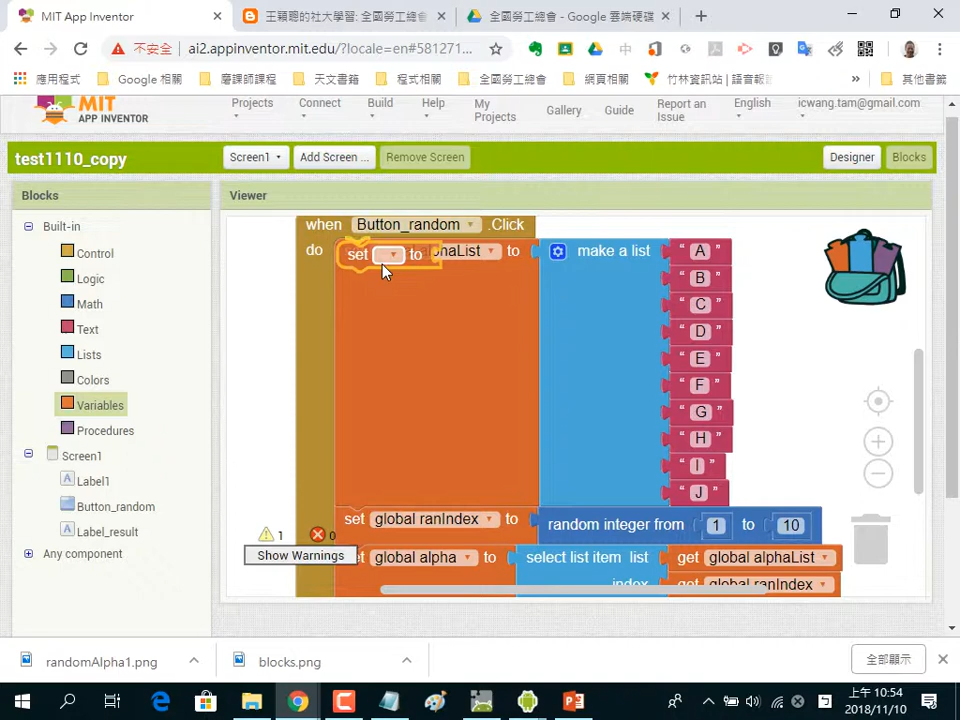 MIT App Inventor
王穎聰的社大學習: 全國勞工總會
全國勞工總會 - Google 雲端硬碟
不安全
ai2.appinventor.mit.edu/?locale=en#581271...
應用程式
Google 相關
磨課師課程
天文書籍
程式相關
全國勞工總會
網頁相關
竹林資訊站 | 語音報
»
其他書籤
MIT
APP INVENTOR
Projects
Connect
Build
Help
My Projects
Gallery
Guide
Report an Issue
English
icwang.tam@gmail.com
test1110_copy
Screen1
Add Screen ...
Remove Screen
Designer
Blocks
Blocks
Viewer
Built-in
Control
Logic
Math
Text
Lists
Colors
Variables
Procedures
Screen1
Label1
Button_random
Label_result
Any component
when Button_random .Click
do
set to
phaList to
make a list
" A "
" B "
" C "
" D "
" E "
" F "
" G "
" H "
" I "
" J "
set global ranIndex to random integer from 1 to 10
global alpha to select list item list get global alphaList
index get global ranIndex
1
0
Show Warnings
randomAlpha1.png
blocks.png
全部顯示
上午 10:54
2018/11/10